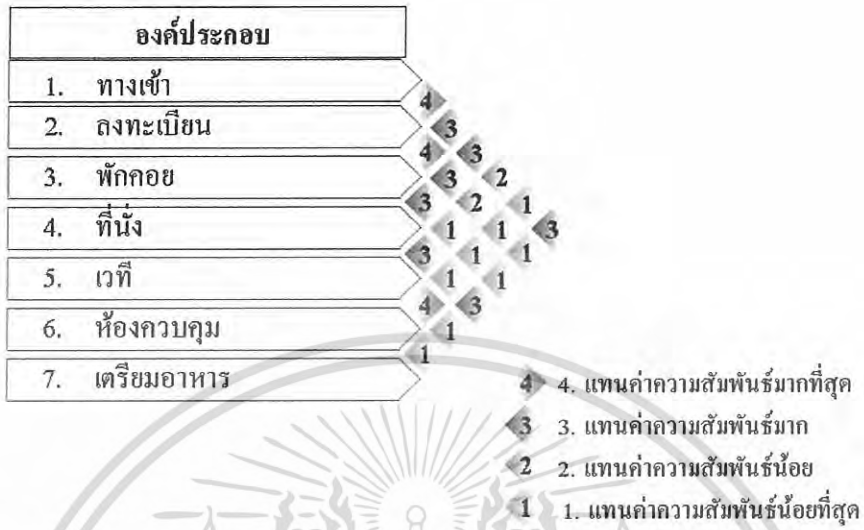 องค์ประกอบ
1. ทางเข้า
4
2. ลงทะเบียน
3
4 3
3. พักคอย
3 2
3 2 1
4. ที่นั่ง
1 1 3
3 1 1
5. เวที
1 1
4 3
6. ห้องควบคุม
1
1
7. เตรียมอาหาร
4 4. แทนค่าความสัมพันธ์มากที่สุด
3 3. แทนค่าความสัมพันธ์มาก
2 2. แทนค่าความสัมพันธ์น้อย
1 1. แทนค่าความสัมพันธ์น้อยที่สุด